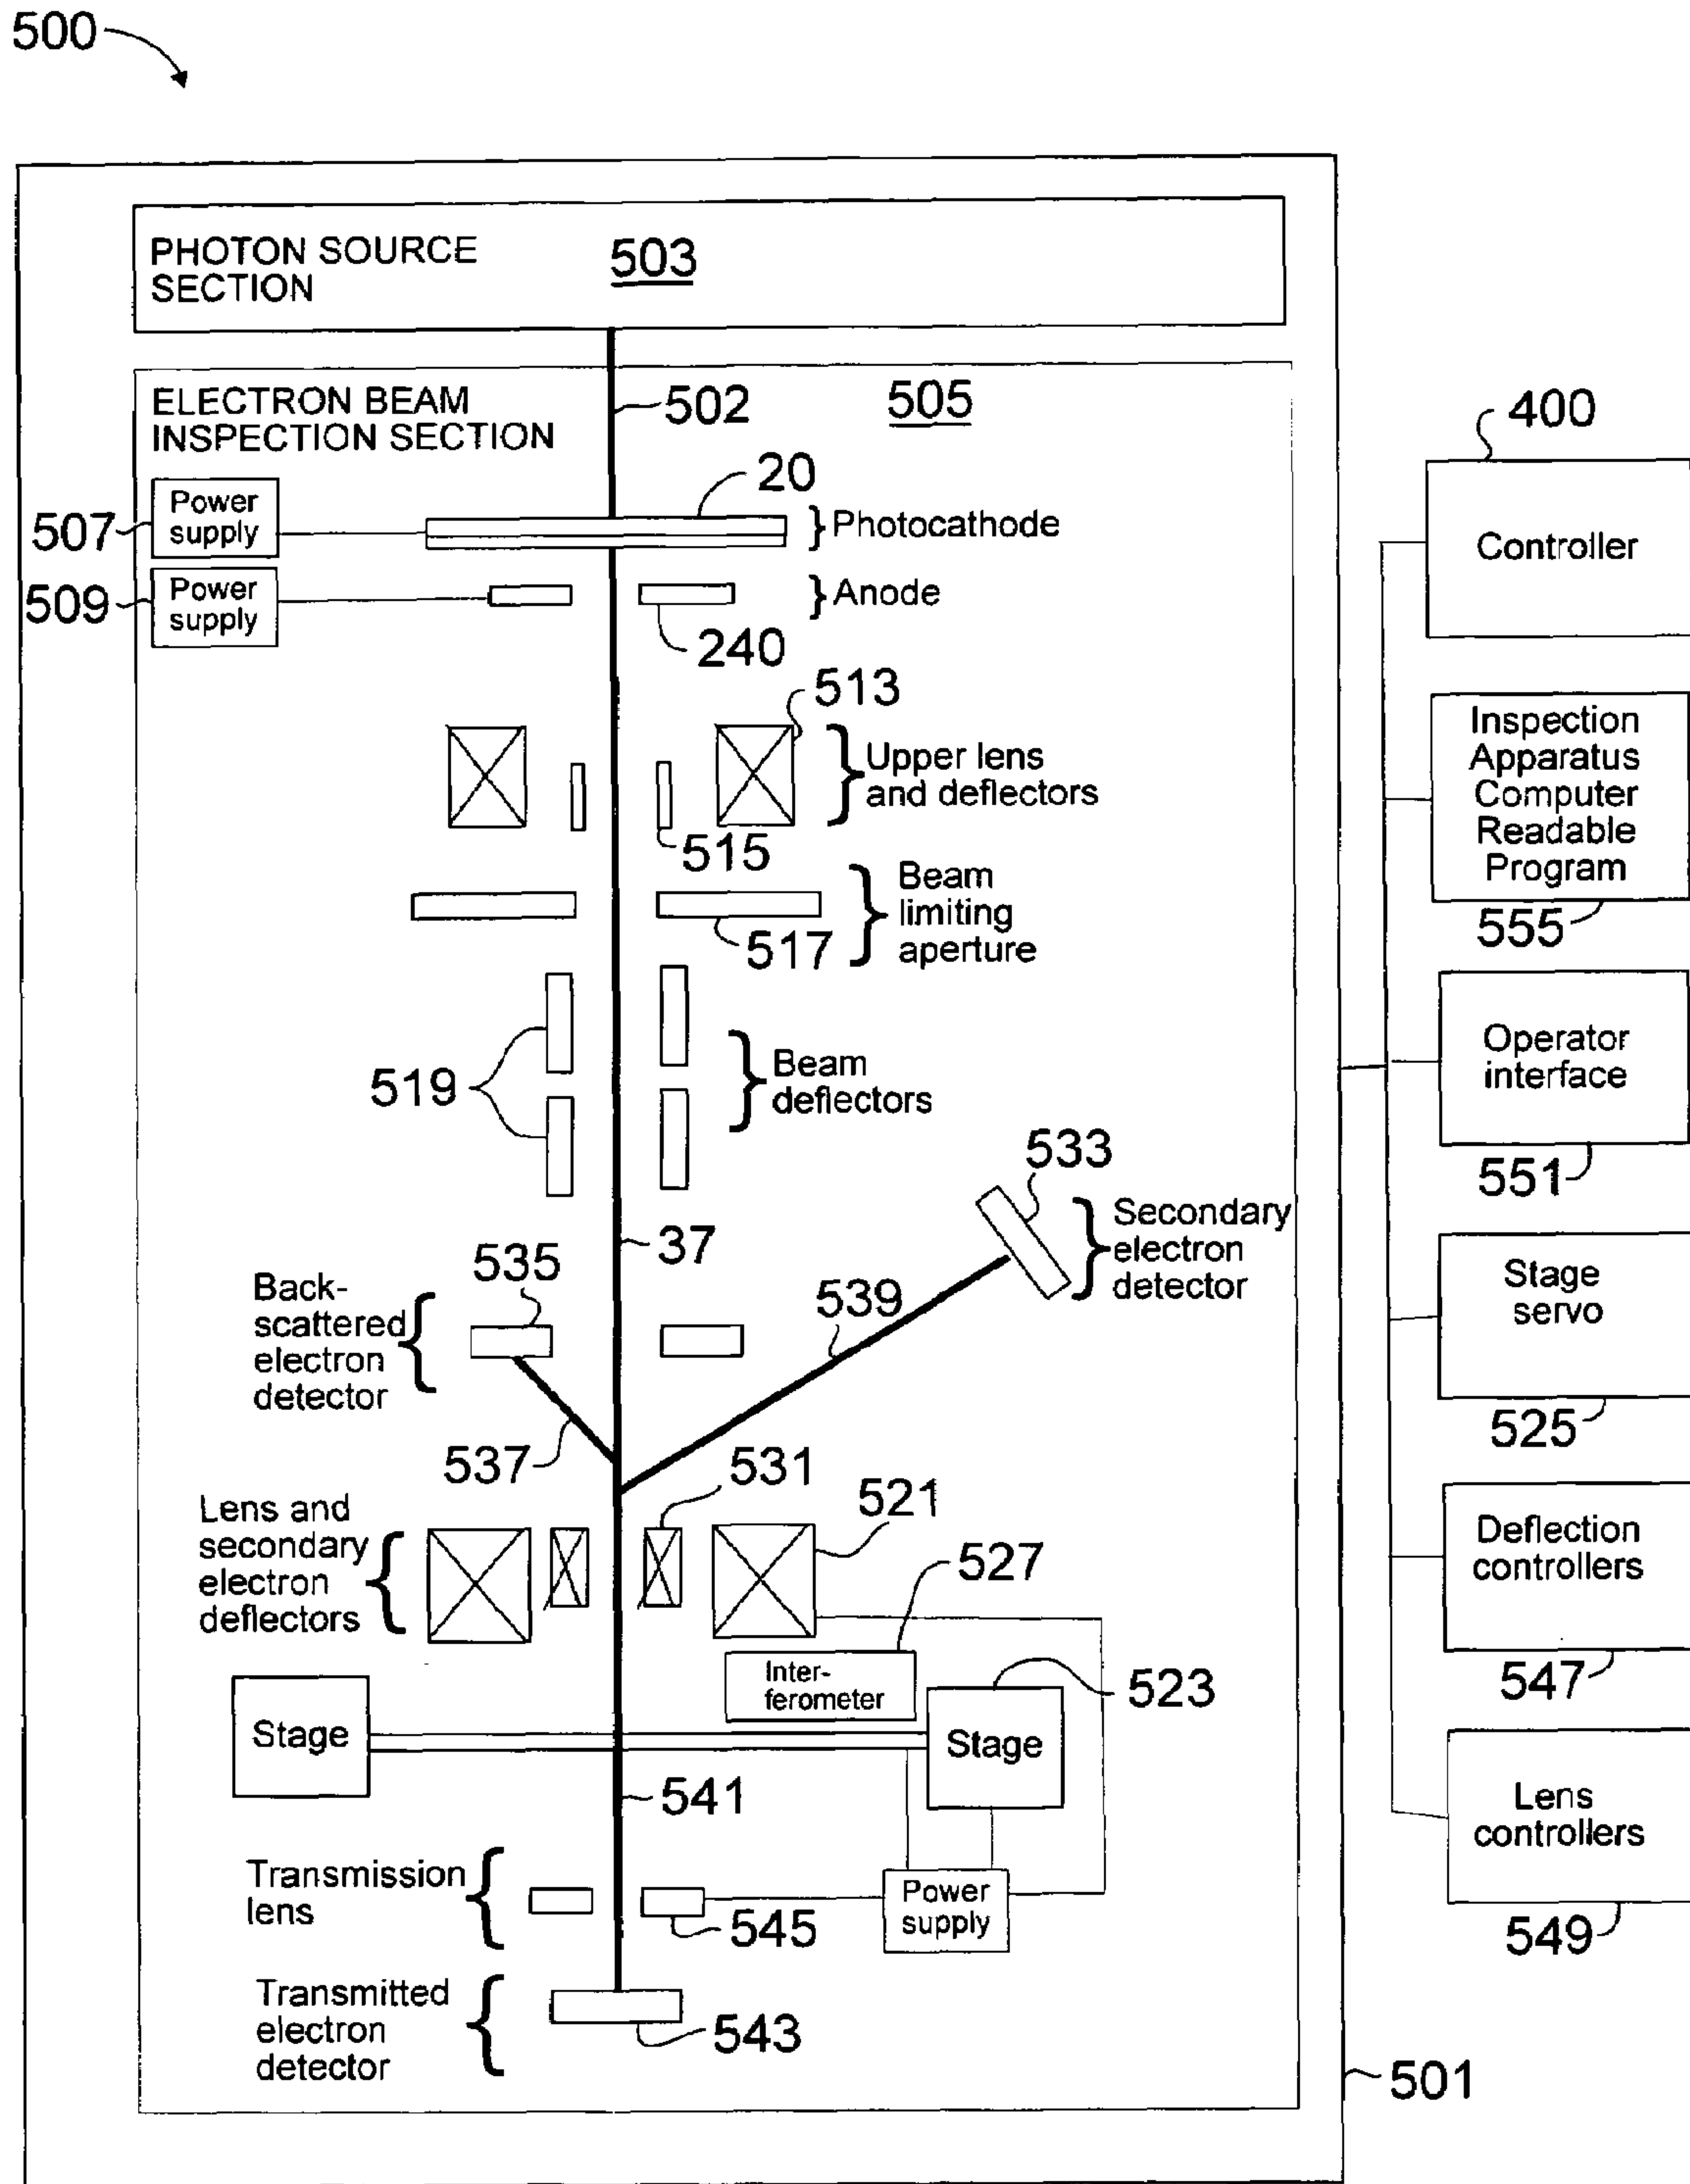 500
PHOTON SOURCE
SECTION
503
ELECTRON BEAM
INSPECTION SECTION
502
505
400
20
Power
supply
507
Photocathode
Controller
Power
supply
509
Anode
240
513
Upper lens
and deflectors
515
Inspection
Apparatus
Computer
Readable
Program
555
Beam
limiting
aperture
517
519
Beam
deflectors
Operator
interface
551
533
Secondary
electron
detector
37
535
Back-
scattered
electron
detector
539
Stage
servo
525
537
531
521
Lens and
secondary
electron
deflectors
527
Deflection
controllers
547
Inter-
ferometer
523
Stage
Stage
541
Lens
controllers
549
Transmission
lens
545
Power
supply
Transmitted
electron
detector
543
501